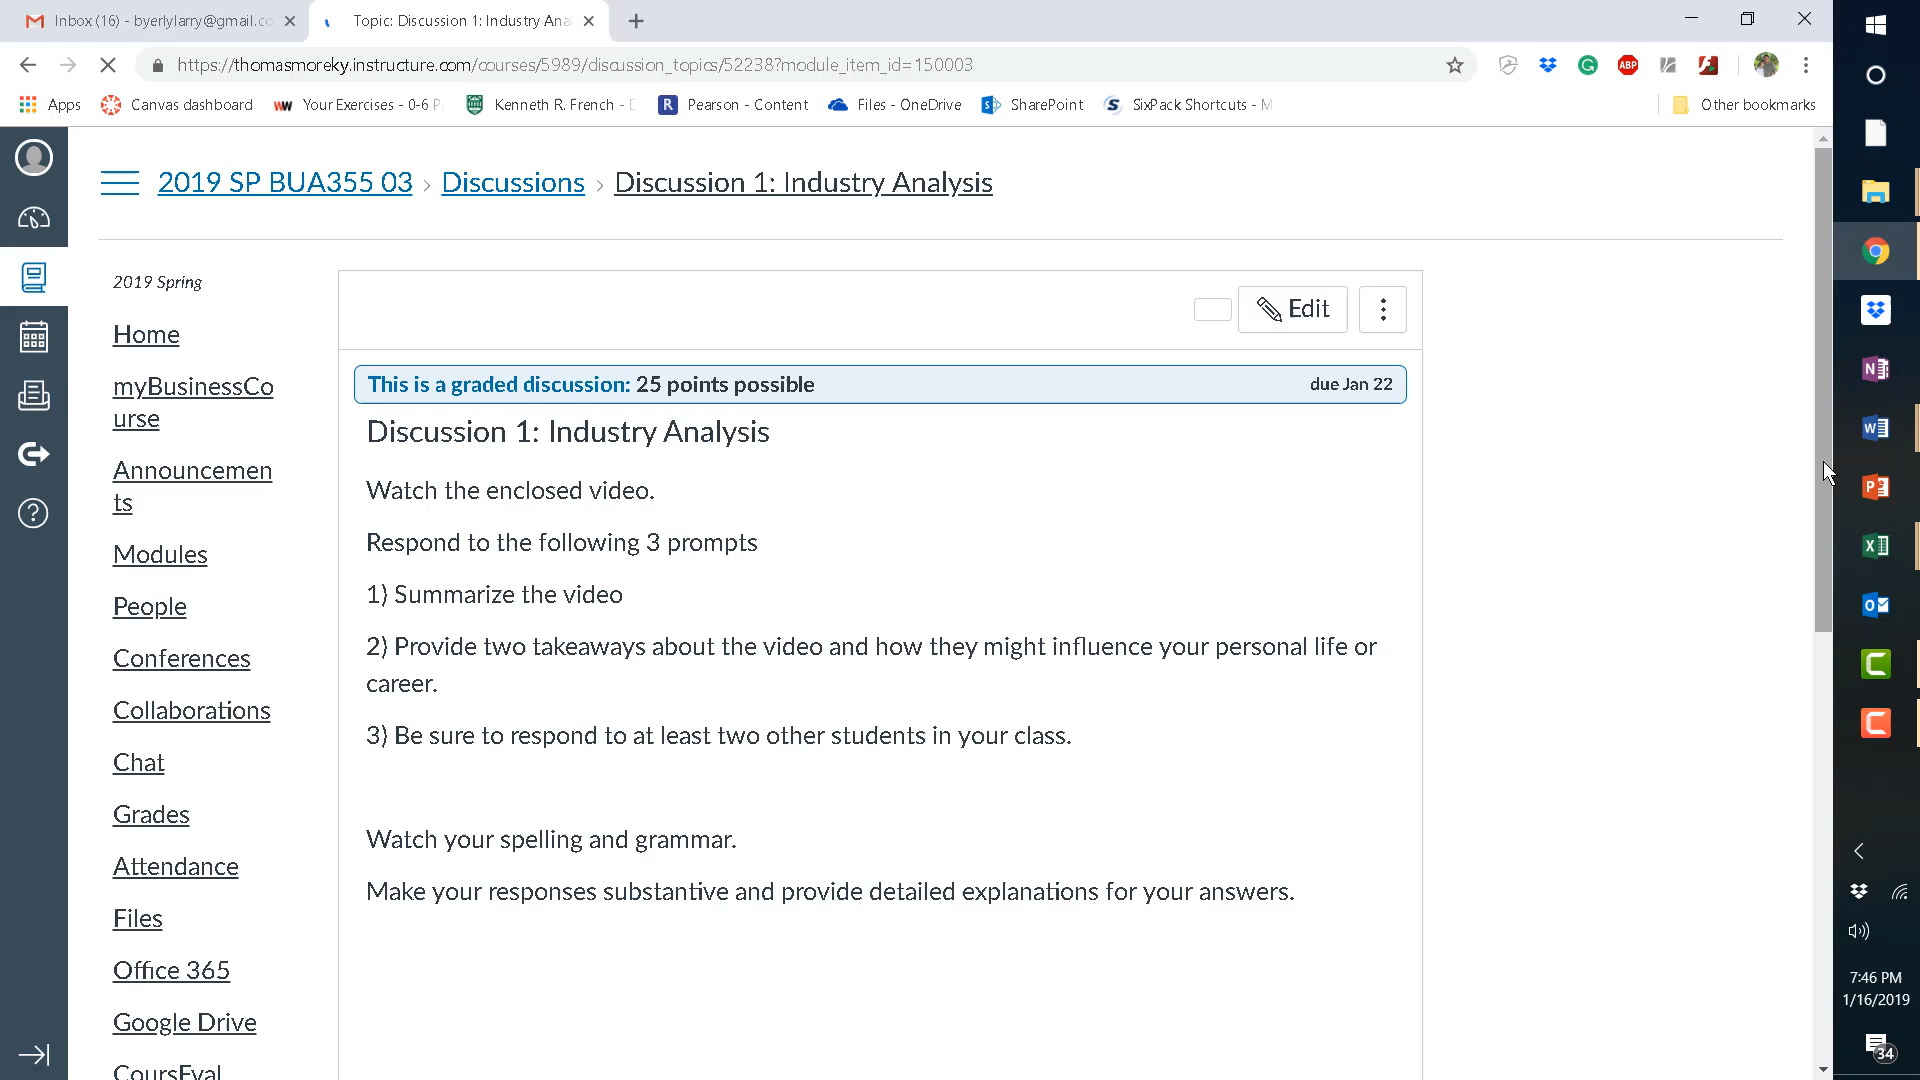 Inbox (16) - byerlylarry@gmail.co
Topic: Discussion 1: Industry Ana
https://thomasmoreky.instructure.com/courses/5989/discussion_topics/52238?module_item_id=150003
ABP
Apps
Canvas dashboard
Your Exercises - 0-6 P
Kenneth R. French - D
Pearson - Content
Files - OneDrive
SharePoint
SixPack Shortcuts - M
Other bookmarks
2019 SP BUA355 03 › Discussions › Discussion 1: Industry Analysis
2019 Spring
Home
myBusinessCo
urse
Announcemen
ts
Modules
People
Conferences
Collaborations
Chat
Grades
Attendance
Files
Office 365
Google Drive
CoursEval
Edit
This is a graded discussion: 25 points possible
due Jan 22
Discussion 1: Industry Analysis
Watch the enclosed video.
Respond to the following 3 prompts
1) Summarize the video
2) Provide two takeaways about the video and how they might influence your personal life or
career.
3) Be sure to respond to at least two other students in your class.
Watch your spelling and grammar.
Make your responses substantive and provide detailed explanations for your answers.
7:46 PM
1/16/2019
34